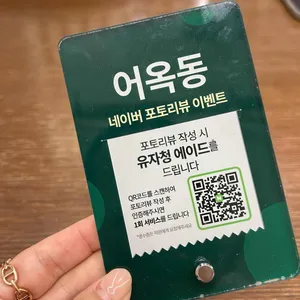 어옥동
네이버 포토리뷰 이벤트
포토리뷰 작성 시
유자청 에이드를
드립니다
QR코드를 스캔하여
포토리뷰 작성 후
인증해주시면
1회 서비스를 드립니다